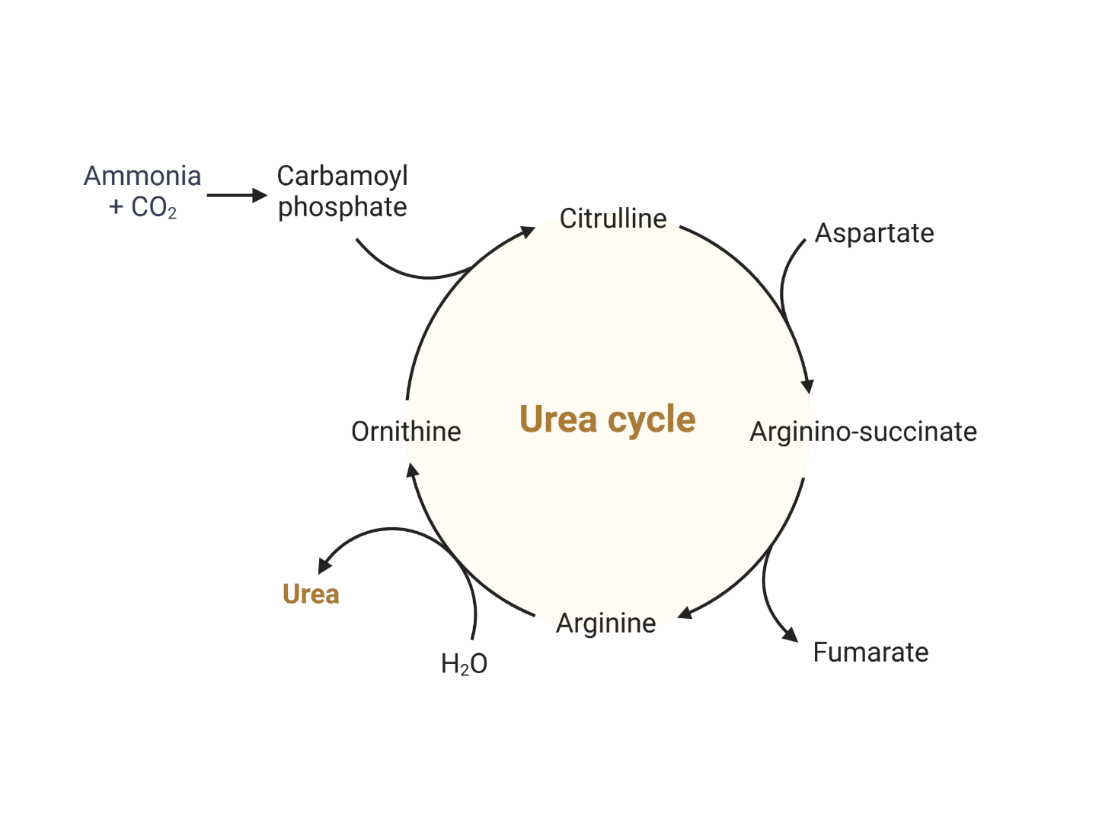 Ammonia
+ CO₂
Carbamoyl
phosphate
Citrulline
Aspartate
Ornithine
Urea cycle
Arginino-succinate
Urea
Arginine
H₂O
Fumarate